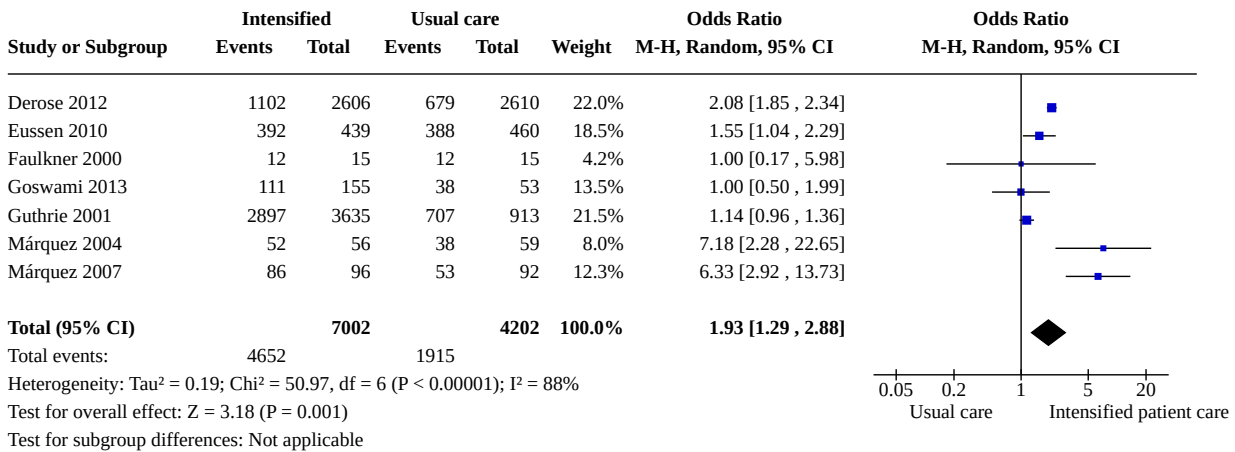 Intensified Usual care Odds Ratio Odds Ratio
Study or Subgroup Events Total Events Total Weight M-H, Random, 95% CI M-H, Random, 95% CI
Derose 2012 1102 2606 679 2610 22.0% 2.08 [1.85 , 2.34]
Eussen 2010 392 439 388 460 18.5% 1.55 [1.04 , 2.29]
Faulkner 2000 12 15 12 15 4.2% 1.00 [0.17 , 5.98]
Goswami 2013 111 155 38 53 13.5% 1.00 [0.50 , 1.99]
Guthrie 2001 2897 3635 707 913 21.5% 1.14 [0.96 , 1.36]
Márquez 2004 52 56 38 59 8.0% 7.18 [2.28 , 22.65]
Márquez 2007 86 96 53 92 12.3% 6.33 [2.92 , 13.73]
Total (95% CI) 7002 4202 100.0% 1.93 [1.29 , 2.88]
Total events: 4652 1915
Heterogeneity: Tau² = 0.19; Chi² = 50.97, df = 6 (P < 0.00001); I² = 88%
0.05 0.2 1 5 20
Test for overall effect: Z = 3.18 (P = 0.001)
Usual care Intensified patient care
Test for subgroup differences: Not applicable